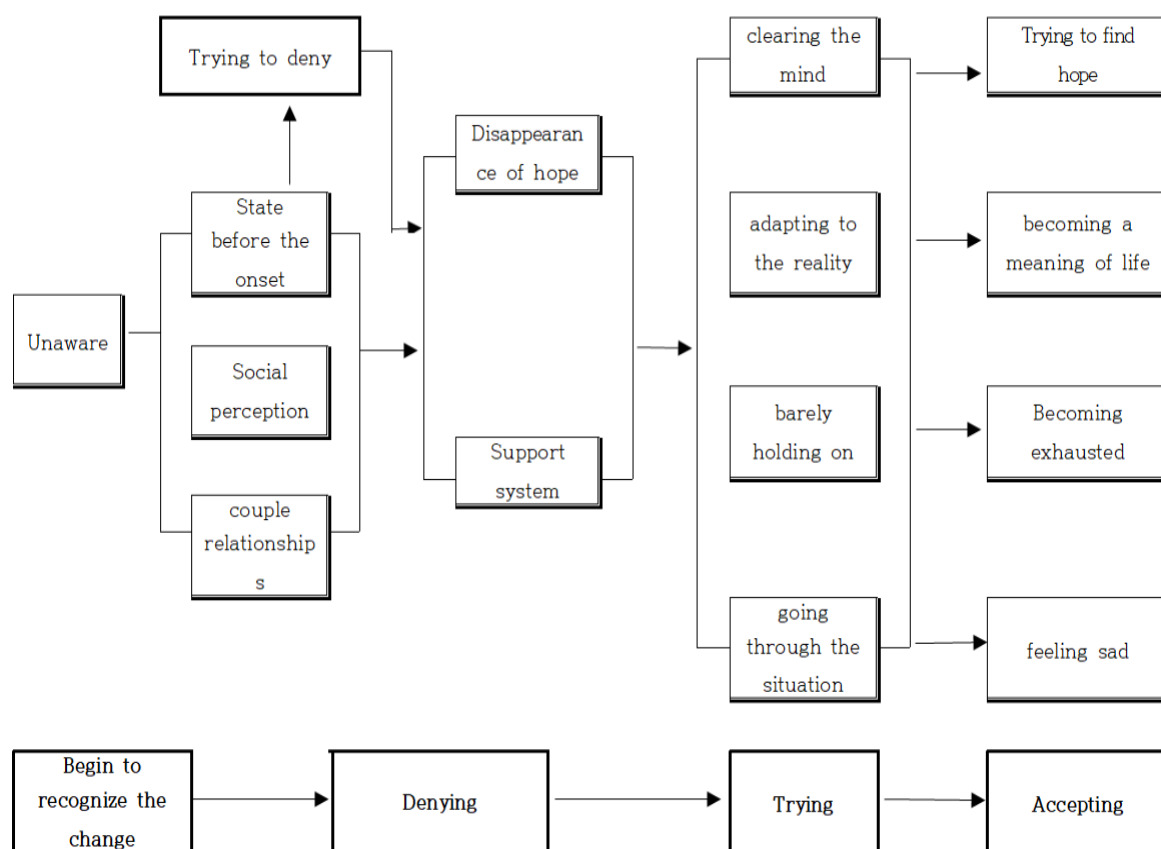 Trying to deny
State
before the
onset
Unaware
Social
perception
couple
relationship
s
Disappearan
ce of hope
Support
system
clearing the
mind
adapting to
the reality
barely
holding on
going
through the
situation
Trying to find
hope
becoming a
meaning of life
Becoming
exhausted
feeling sad
Begin to
recognize the
change
Denying
Trying
Accepting